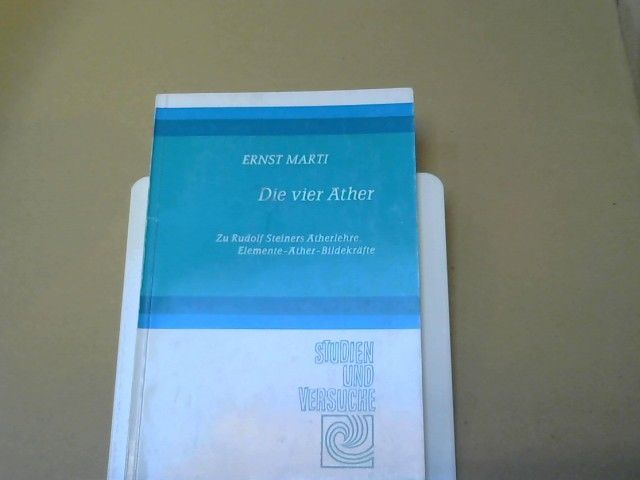 ERNST MARTI
Die vier Äther
Zu Rudolf Steiners Ätherlehre
Elemente-Äther-Bildekräfte
STUDIEN
UND
VERSUCHE